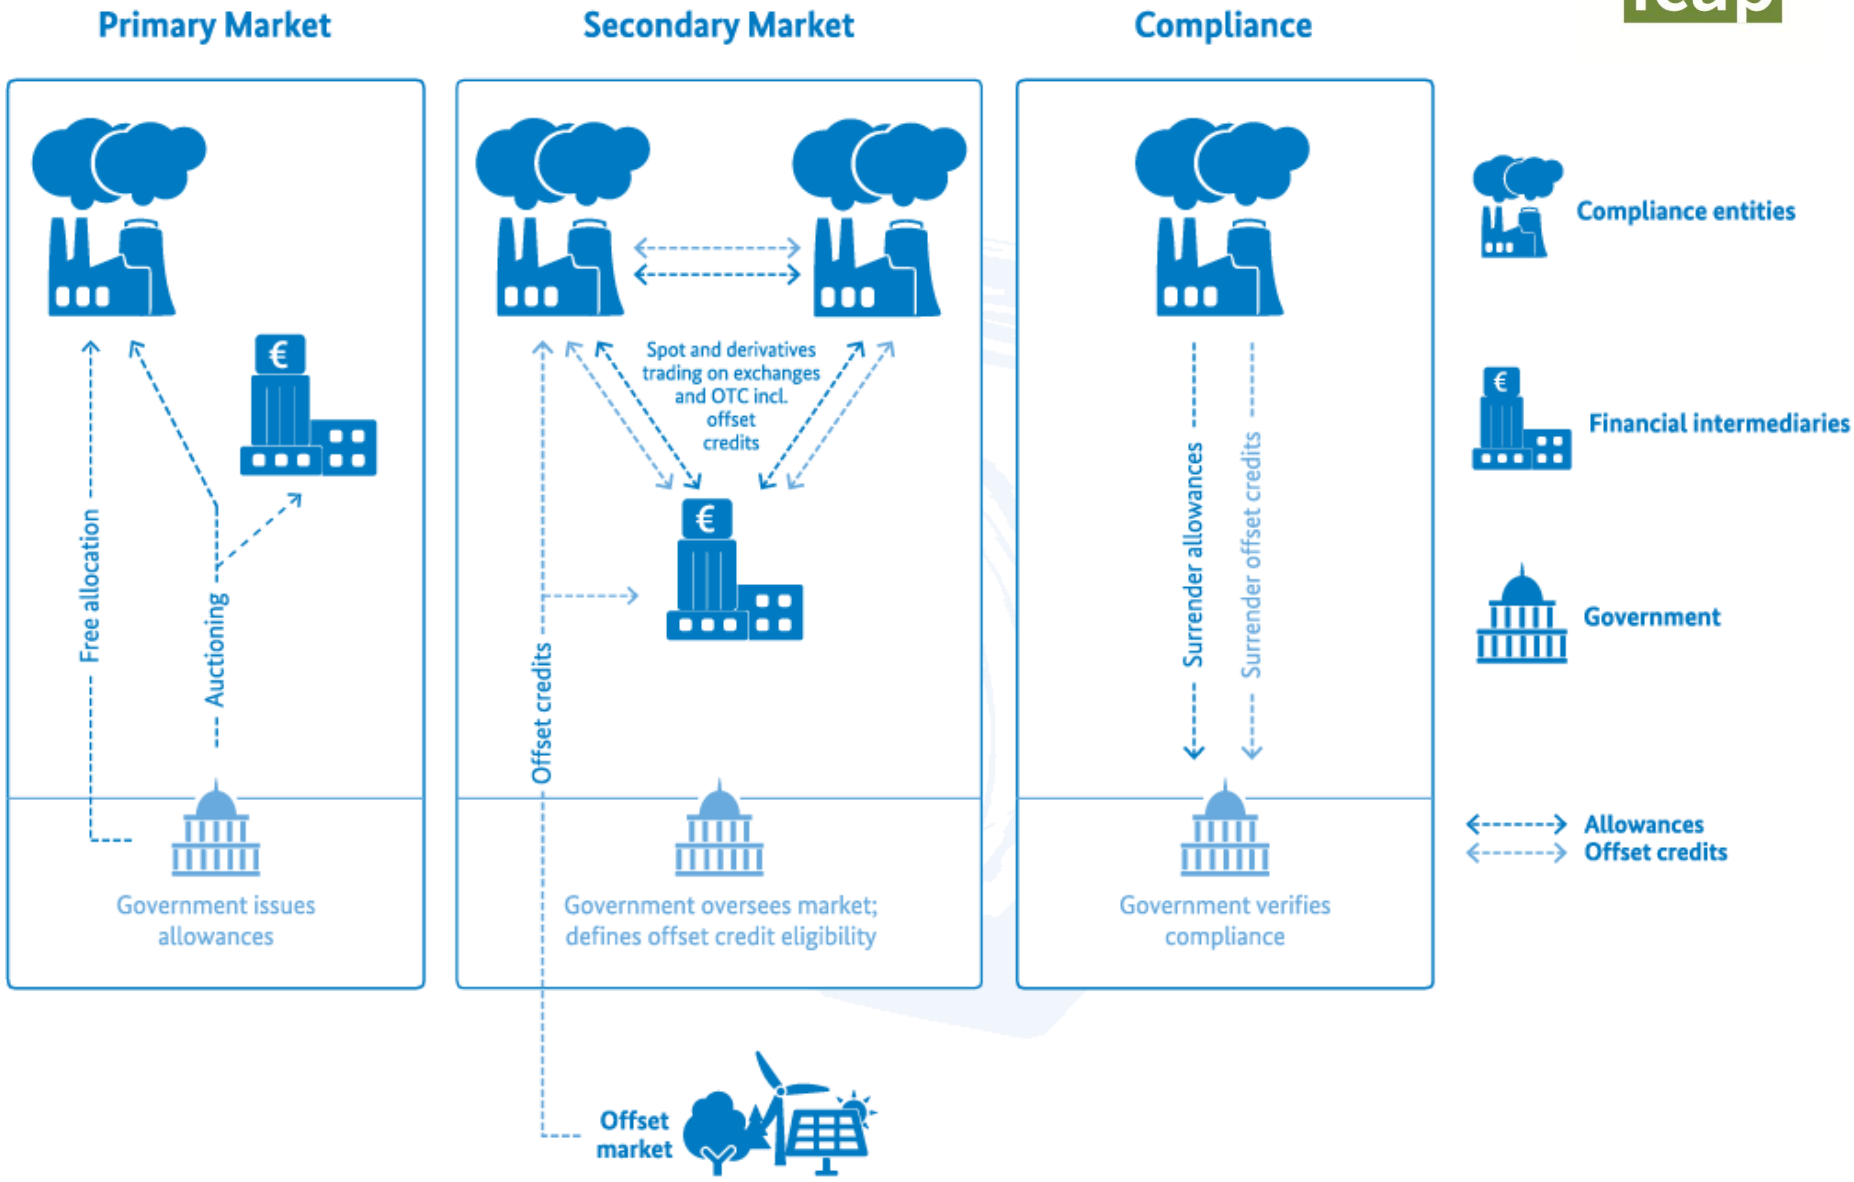 Primary Market
Secondary Market
Compliance
€
Free allocation
Auctioning
Government issues
allowances
Spot and derivatives
trading on exchanges
and OTC incl.
offset
credits
€
Offset credits
Government oversees market;
defines offset credit eligibility
Offset
market
Surrender allowances
Surrender offset credits
Government verifies
compliance
Compliance entities
€
Financial intermediaries
Government
Allowances
Offset credits